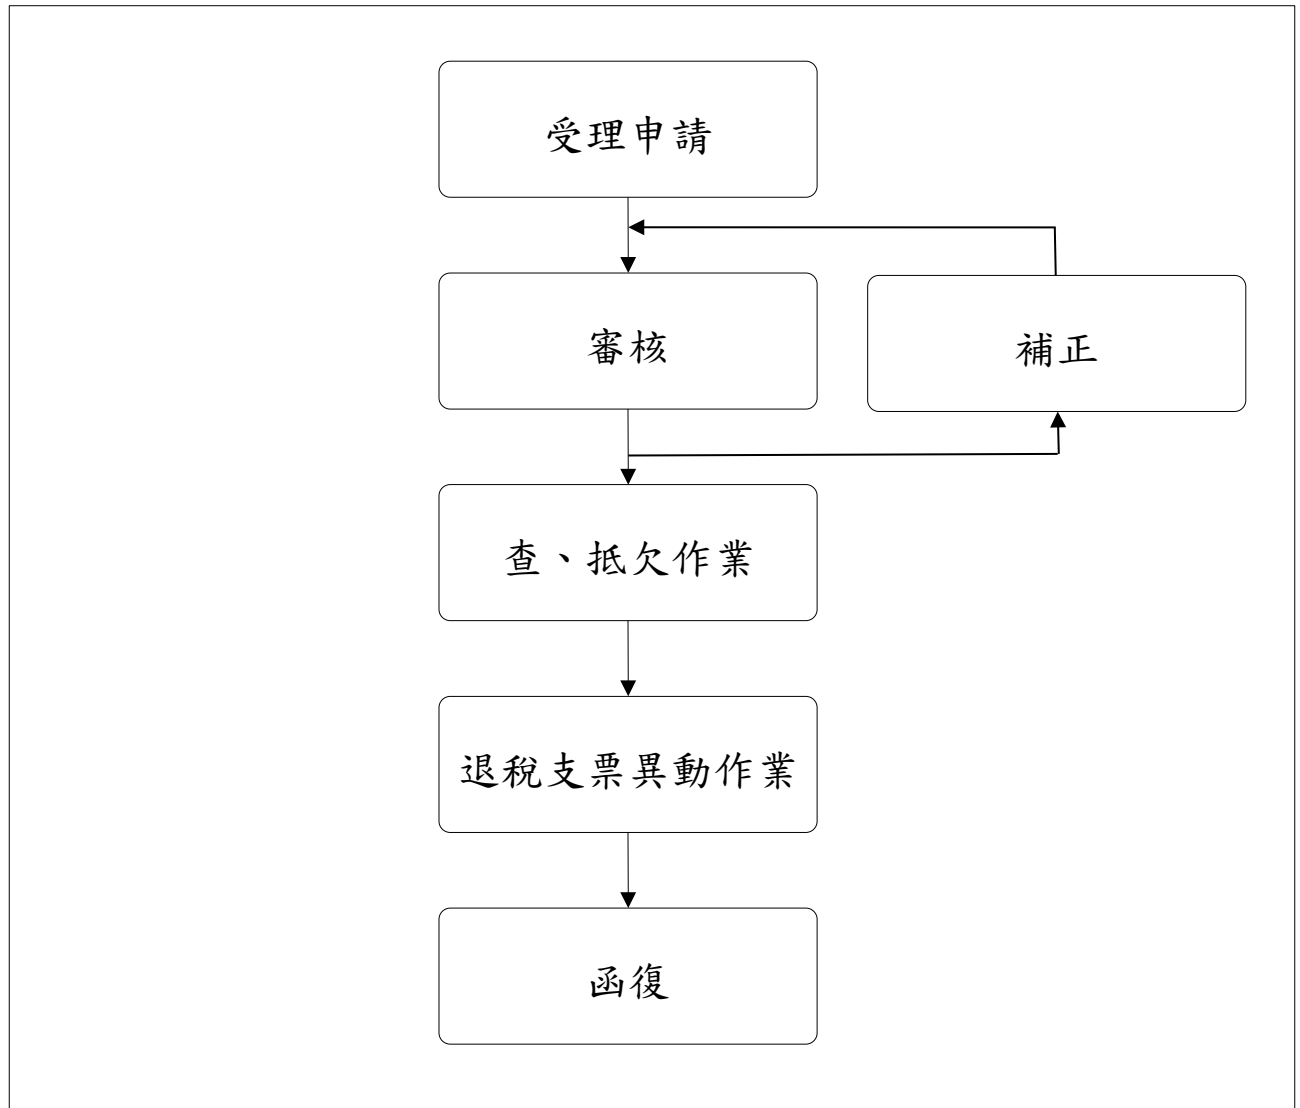 受理申請
審核
補正
查、抵欠作業
退稅支票異動作業
函復